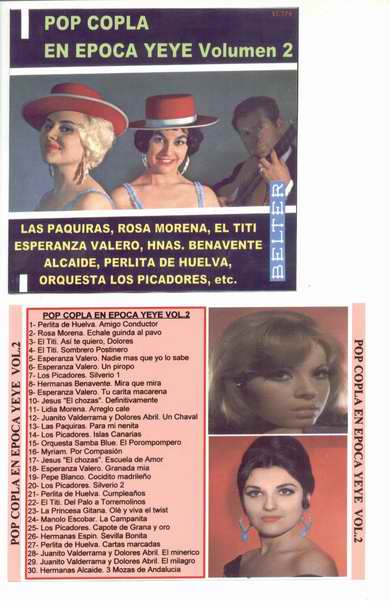 POP COPLA
EN EPOCA YEYE Volumen 2
BELTER
LAS PAQUIRAS, ROSA MORENA, EL TITI
ESPERANZA VALERO, HNAS. BENAVENTE
ALCAIDE, PERLITA DE HUELVA,
ORQUESTA LOS PICADORES, etc.
POP COPLA EN EPOCA YEYE VOL.2
POP COPLA EN EPOCA YEYE VOL.2
1- Perlita de Huelva. Amigo Conductor
2- Rosa Morena. Echale guinda al pavo
3- El Titi. Así te quiero, Dolores
4- El Titi. Sombrero Postinero
5- Esperanza Valero. Nadie mas que yo lo sabe
6- Esperanza Valero. Un piropo
7- Los Picadores. Silverio 1
8- Hermanas Benavente. Mira que mira
9- Esperanza Valero. Tu carita macarena
10- Jesus "El chozas". Definitivamente
11- Lidia Morena. Arreglo cale
12- Juanito Valderrama y Dolores Abril. Un Chaval
13- Las Paquiras. Para mi nenita
14- Los Picadores. Islas Canarias
15- Orquesta Samba Blue. El Porompompero
16- Myriam. Por Compasión
17- Jesus "El chozas". Escuela de Amor
18- Esperanza Valero. Granada mia
19- Pepe Blanco. Cocidito madrileño
20- Los Picadores. Silverio 2
21- Perlita de Huelva. Cumpleaños
22- El Titi. Del Palo a Torremolinos
23- La Princesa Gitana. Olé y viva el twist
24- Manolo Escobar. La Campanita
25- Los Picadores. Capote de Grana y oro
26- Hermanas Espin. Sevilla Bonita
27- Perlita de Huelva. Cartas marcadas
28- Juanito Valderrama y Dolores Abril. El minerico
29. Juanito Valderrama y Dolores Abril. El milagro
30. Hermanas Alcaide. 3 Mozas de Andalucia
POP COPLA EN EPOCA YEYE VOL.2